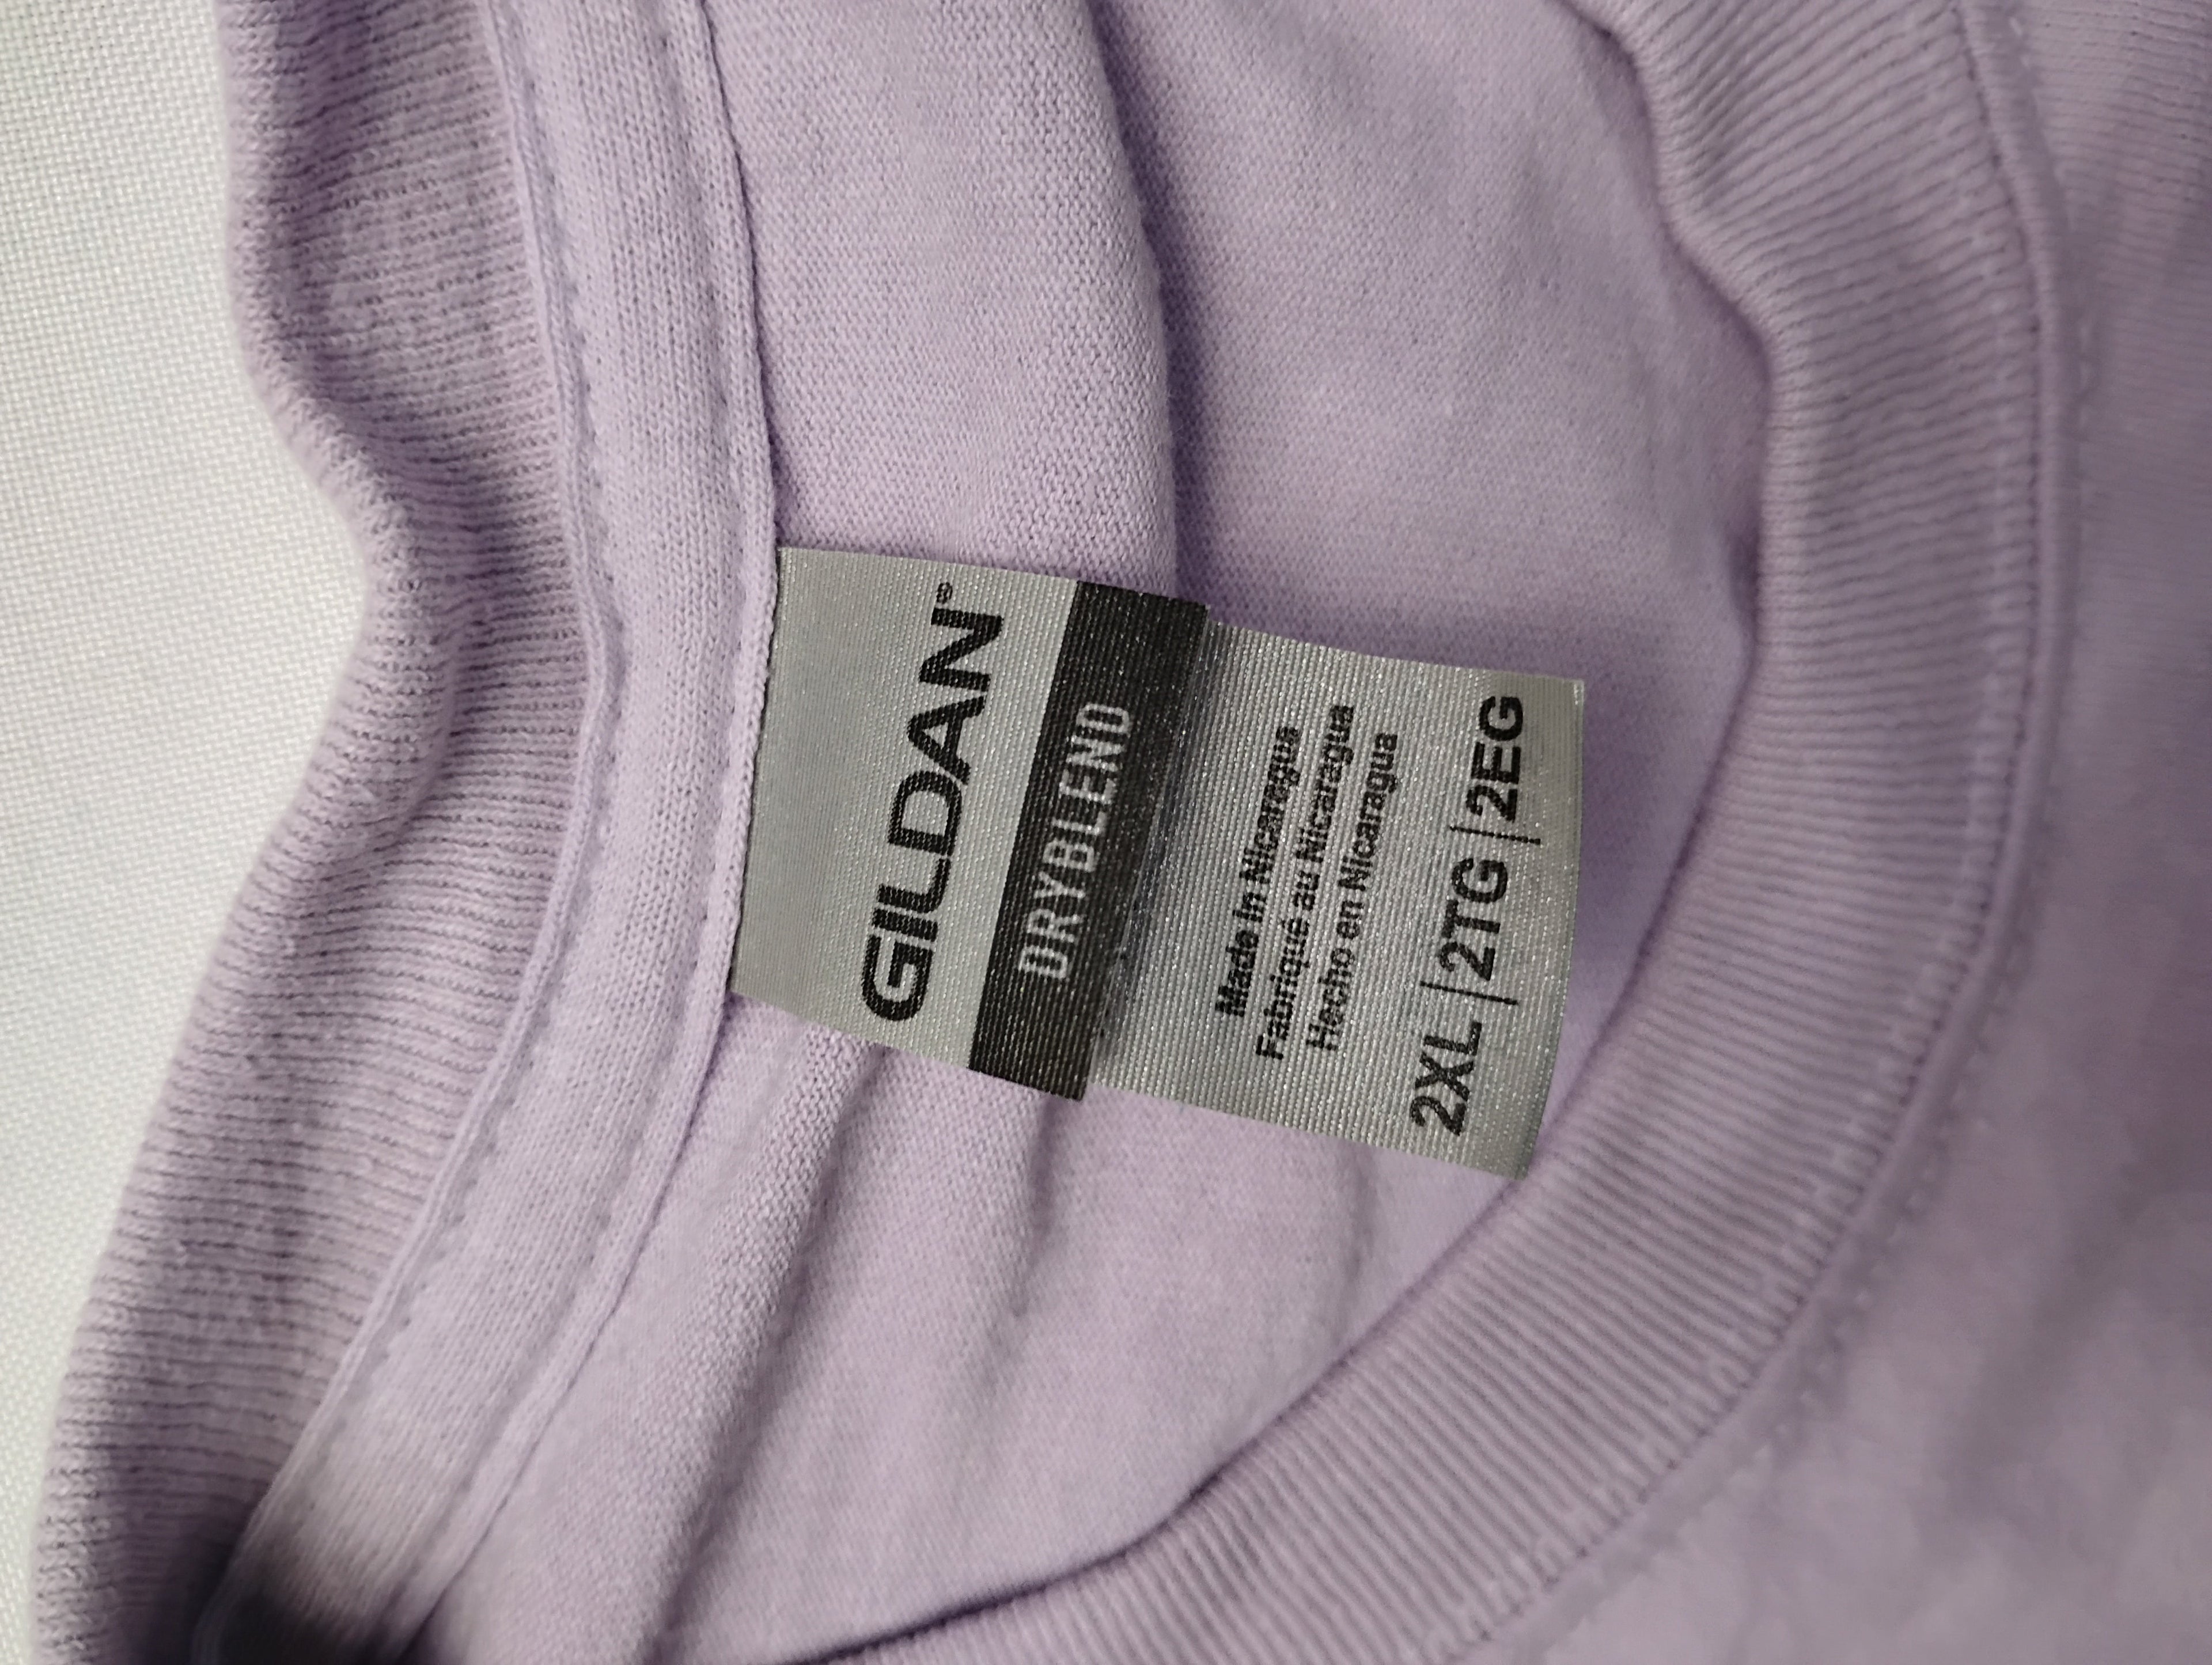 GILDAN®
DRYBLEND
Made in Nicaragua
Fabriqué au Nicaragua
Hecho en Nicaragua
2XL | 2TG | 2EG